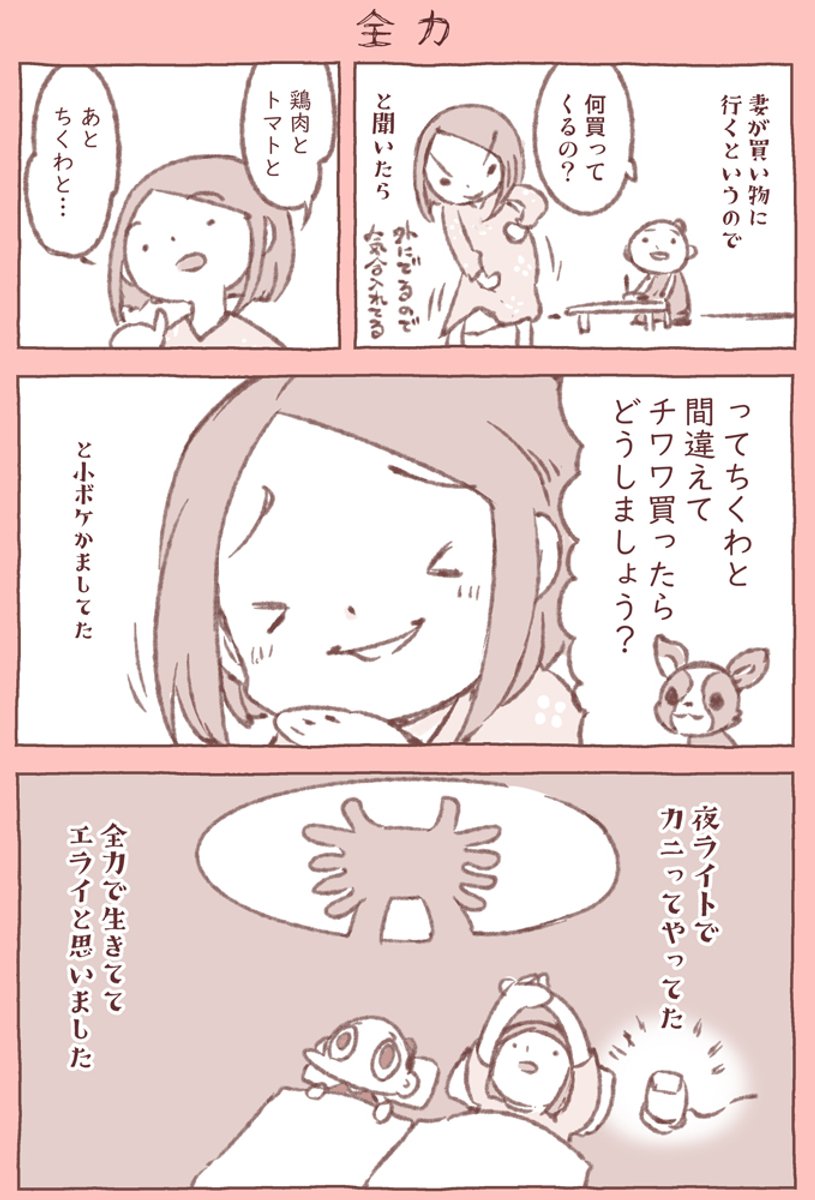 全力
妻が買い物に
行くというので
何買って
くるの？
と聞いたら
外にでるので
気合入れてる
鶏肉と
トマトと
あと
ちくわと…
ってちくわと
間違えて
チワワ買ったら
どうしましょう？
と小ボケかましてた
夜ライトで
カニってやってた
全力で生きてて
エライと思いました